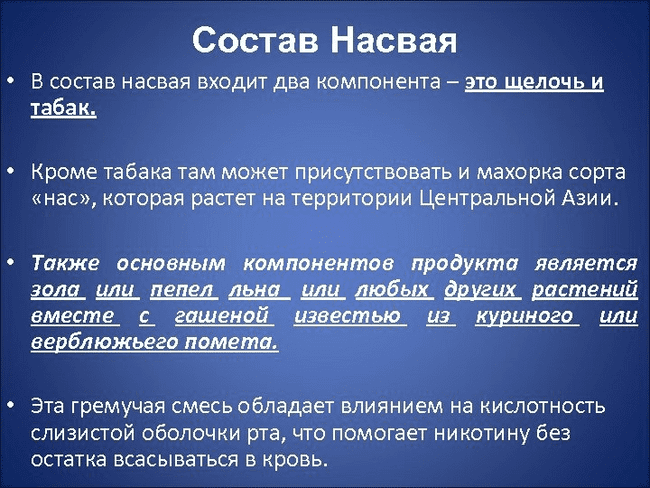 Состав Насвая
• В состав насвая входит два компонента – это щелочь и
табак.
• Кроме табака там может присутствовать и махорка сорта
«нас», которая растет на территории Центральной Азии.
• Также основным компонентов продукта является
зола или пепел льна или любых других растений
вместе с гашеной известью из куриного или
верблюжьего помета.
• Эта гремучая смесь обладает влиянием на кислотность
слизистой оболочки рта, что помогает никотину без
остатка всасываться в кровь.